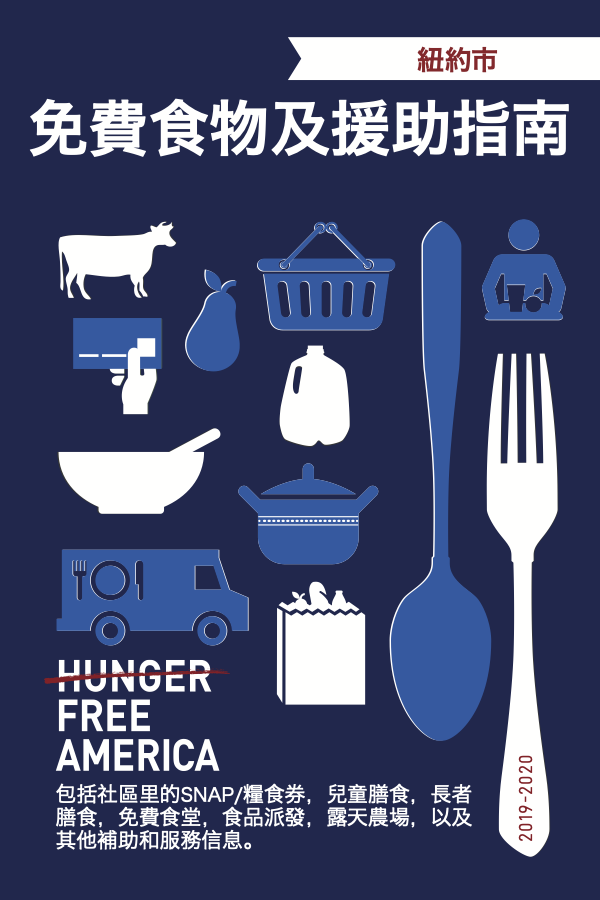 紐約市
免費食物及援助指南
HUNGER
FREE
AMERICA
包括社區里的SNAP/糧食券，兒童膳食，長者
膳食，免費食堂，食品派發，露天農場，以及
其他補助和服務信息。
2019-2020